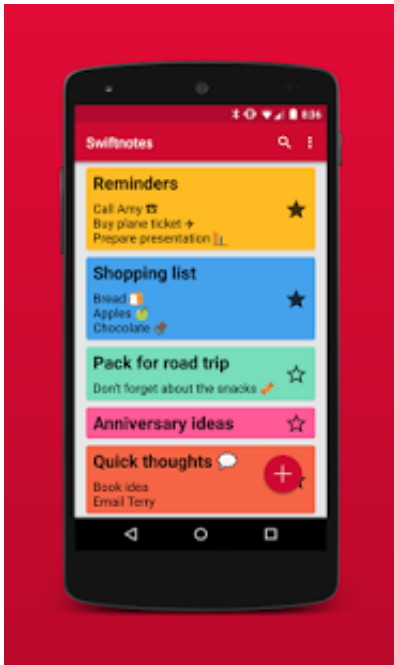 8:36
Swiftnotes
Reminders
Call Amy ☎
Buy plane ticket ✈
Prepare presentation 📊
Shopping list
Bread 🍞
Apples 🍏
Chocolate 🍫
Pack for road trip
Don't forget about the snacks 🥓
Anniversary ideas
Quick thoughts 💬
Book idea
Email Terry